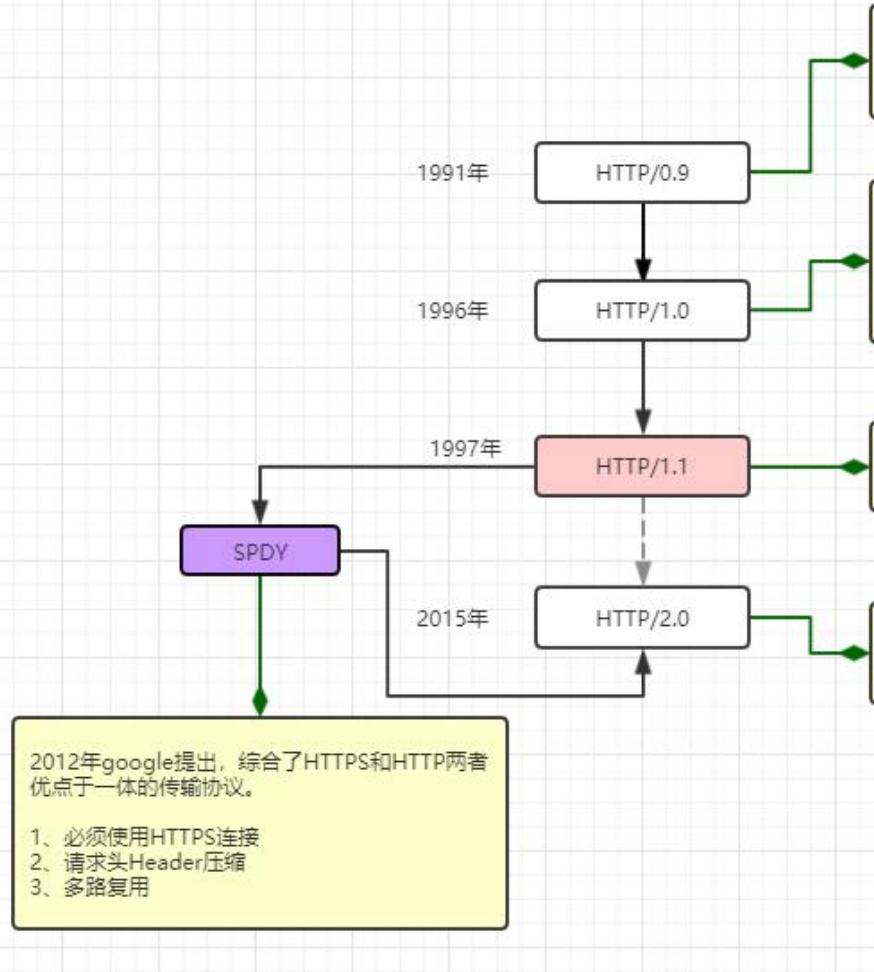 1991年
HTTP/0.9
1996年
HTTP/1.0
1997年
HTTP/1.1
SPDY
2015年
HTTP/2.0
2012年google提出，综合了HTTPS和HTTP两者
优点于一体的传输协议。
1、必须使用HTTPS连接
2、请求头Header压缩
3、多路复用